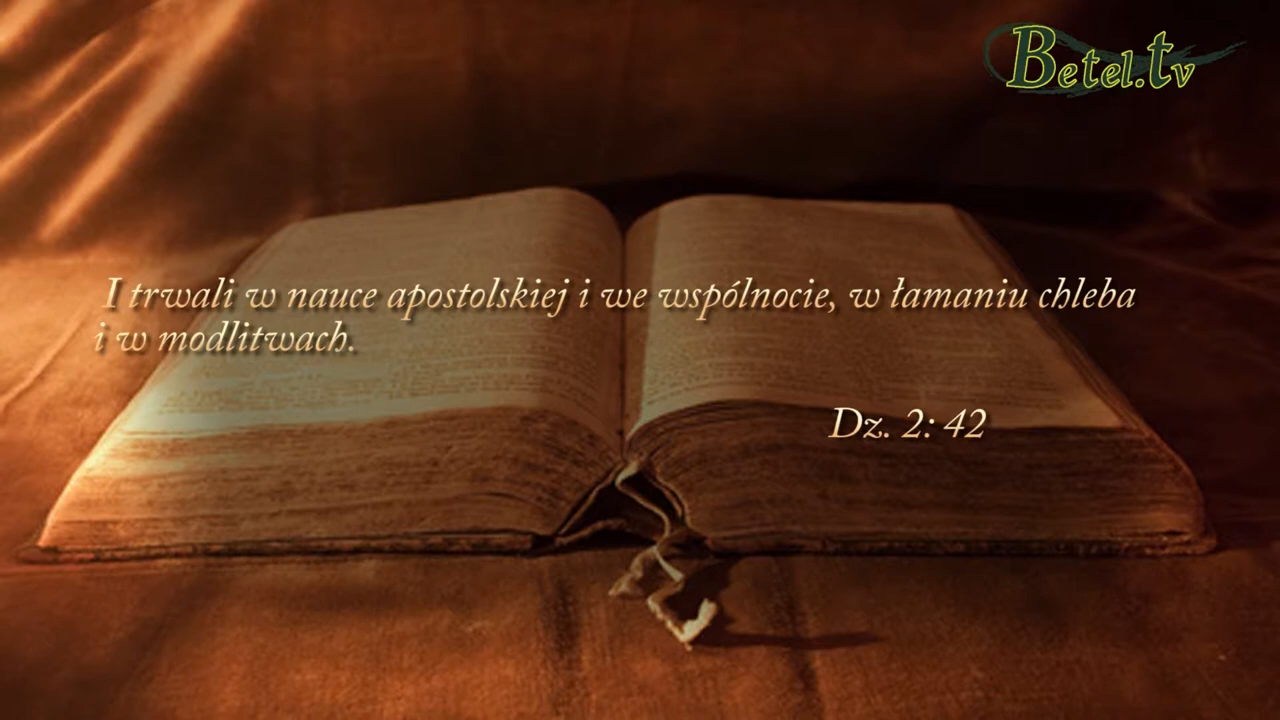 Betel.tv
I trwali w nauce apostolskiej i we wspólnocie, w łamaniu chleba
i w modlitwach.
Dz. 2: 42